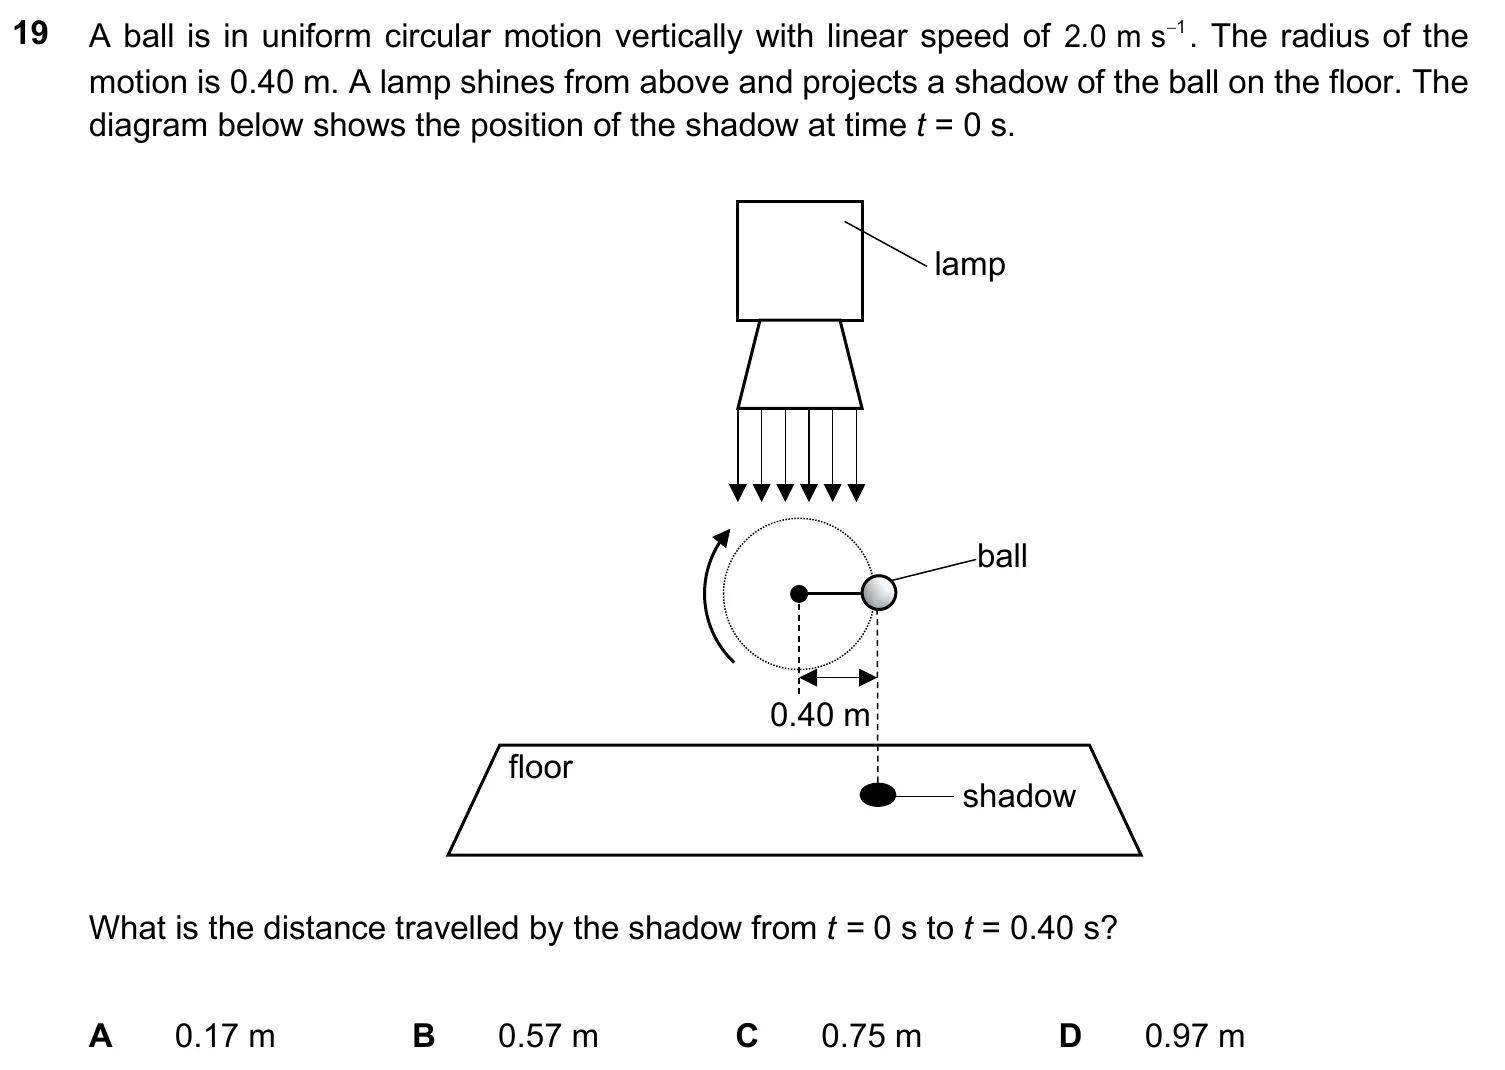 19 A ball is in uniform circular motion vertically with linear speed of 2.0 m s⁻¹. The radius of the
motion is 0.40 m. A lamp shines from above and projects a shadow of the ball on the floor. The
diagram below shows the position of the shadow at time t = 0 s.
lamp
ball
0.40 m
floor
shadow
What is the distance travelled by the shadow from t = 0 s to t = 0.40 s?
A 0.17 m B 0.57 m C 0.75 m D 0.97 m